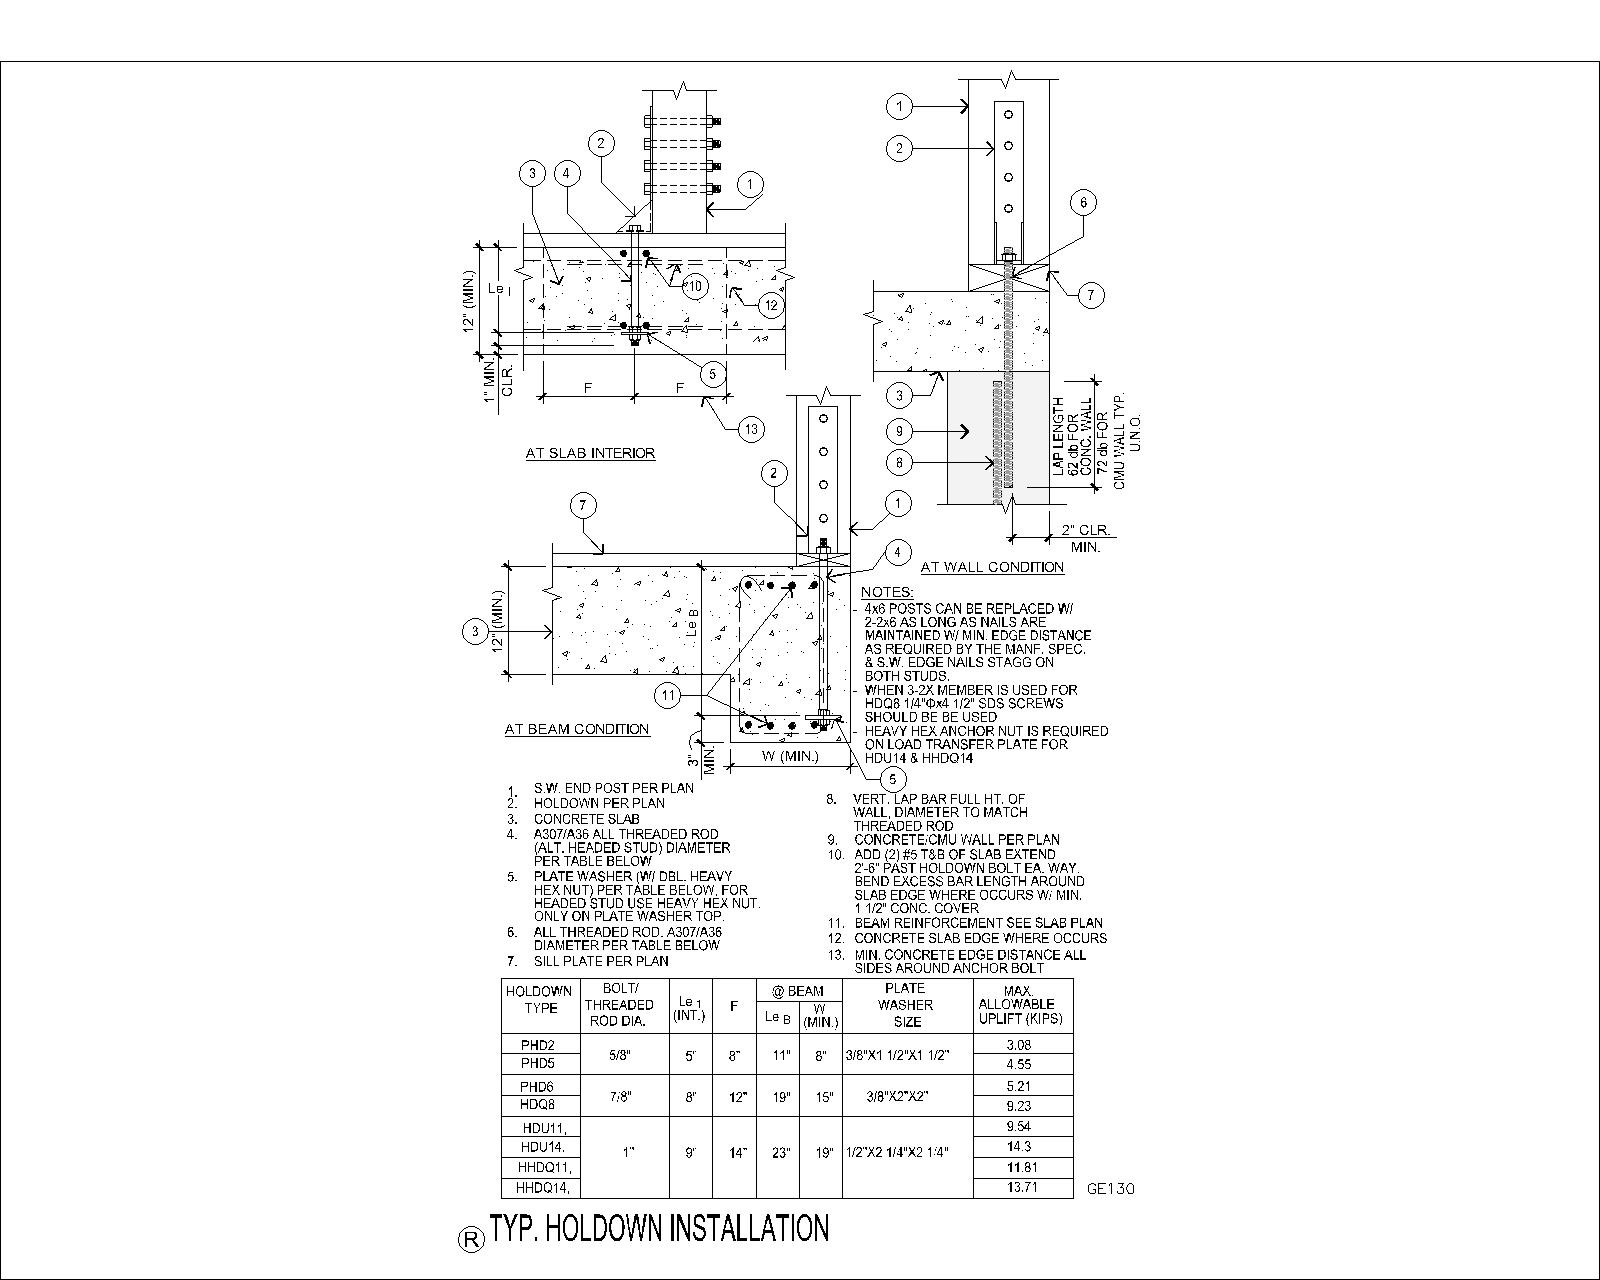 1
2
3
4
1
12" (MIN.)
Le I
1" MIN.
CLR.
10
12
5
F
F
13
AT SLAB INTERIOR
1
2
6
7
3
9
8
LAP LENGTH
62 db FOR
CONC. WALL
72 db FOR
CMU WALL TYP.
U.N.O.
2" CLR.
MIN.
AT WALL CONDITION
2
7
1
4
3
12" (MIN.)
Le B
11
3"
MIN.
W (MIN.)
5
AT BEAM CONDITION
NOTES:
- 4x6 POSTS CAN BE REPLACED W/
2-2x6 AS LONG AS NAILS ARE
MAINTAINED W/ MIN. EDGE DISTANCE
AS REQUIRED BY THE MANF. SPEC.
& S.W. EDGE NAILS STAGG ON
BOTH STUDS.
- WHEN 3-2X MEMBER IS USED FOR
HDQ8 1/4"Φx4 1/2" SDS SCREWS
SHOULD BE BE USED
- HEAVY HEX ANCHOR NUT IS REQUIRED
ON LOAD TRANSFER PLATE FOR
HDU14 & HHDQ14
1. S.W. END POST PER PLAN
2. HOLDOWN PER PLAN
3. CONCRETE SLAB
4. A307/A36 ALL THREADED ROD
(ALT. HEADED STUD) DIAMETER
PER TABLE BELOW
5. PLATE WASHER (W/ DBL. HEAVY
HEX NUT) PER TABLE BELOW, FOR
HEADED STUD USE HEAVY HEX NUT.
ONLY ON PLATE WASHER TOP.
6. ALL THREADED ROD. A307/A36
DIAMETER PER TABLE BELOW
7. SILL PLATE PER PLAN
8. VERT. LAP BAR FULL HT. OF
WALL, DIAMETER TO MATCH
THREADED ROD
9. CONCRETE/CMU WALL PER PLAN
10. ADD (2) #5 T&B OF SLAB EXTEND
2'-6" PAST HOLDOWN BOLT EA. WAY.
BEND EXCESS BAR LENGTH AROUND
SLAB EDGE WHERE OCCURS W/ MIN.
1 1/2" CONC. COVER
11. BEAM REINFORCEMENT SEE SLAB PLAN
12. CONCRETE SLAB EDGE WHERE OCCURS
13. MIN. CONCRETE EDGE DISTANCE ALL
SIDES AROUND ANCHOR BOLT
HOLDOWN TYPE
BOLT/ THREADED ROD DIA.
Le 1 (INT.)
F
@ BEAM
Le B
W (MIN.)
PLATE WASHER SIZE
MAX. ALLOWABLE UPLIFT (KIPS)
PHD2 5/8" 5" 8" 11" 8" 3/8"X1 1/2"X1 1/2" 3.08
PHD5 4.55
PHD6 7/8" 8" 12" 19" 15" 3/8"X2"X2" 5.21
HDQ8 9.23
HDU11, 1" 9" 14" 23" 19" 1/2"X2 1/4"X2 1/4" 9.54
HDU14. 14.3
HHDQ11, 11.81
HHDQ14, 13.71
GE130
R TYP. HOLDOWN INSTALLATION